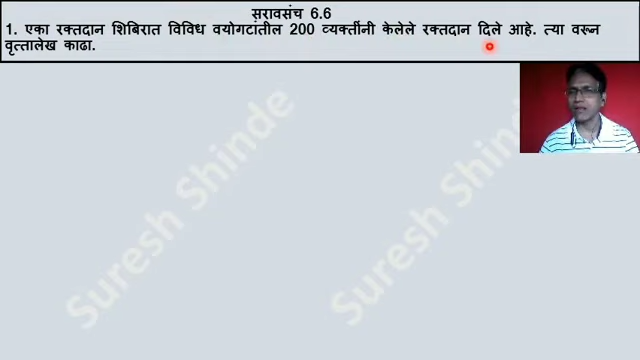 सरावसंच 6.6
1. एका रक्तदान शिबिरात विविध वयोगटांतील 200 व्यक्तींनी केलेले रक्तदान दिले आहे. त्या वरून
वृत्तालेख काढा.
Suresh Shinde
Suresh Shinde